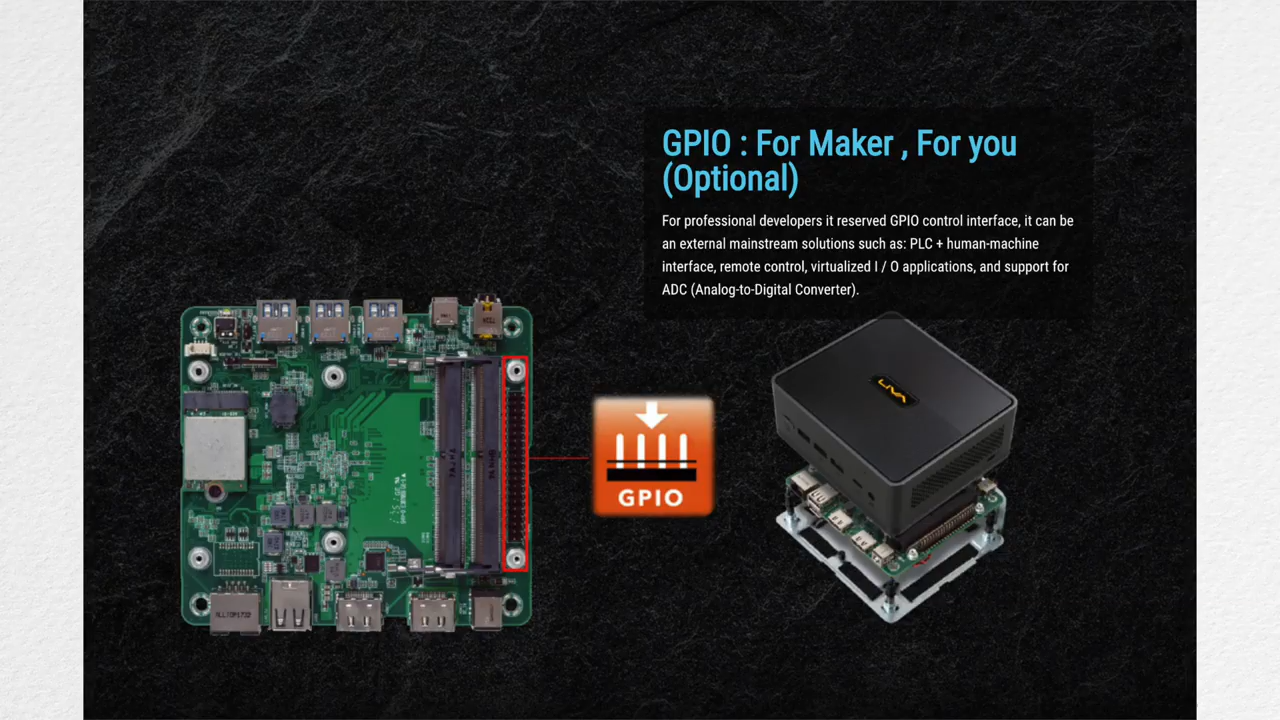 GPIO : For Maker , For you
(Optional)
For professional developers it reserved GPIO control interface, it can be
an external mainstream solutions such as: PLC + human-machine
interface, remote control, virtualized I / O applications, and support for
ADC (Analog-to-Digital Converter).
LIVA
GPIO